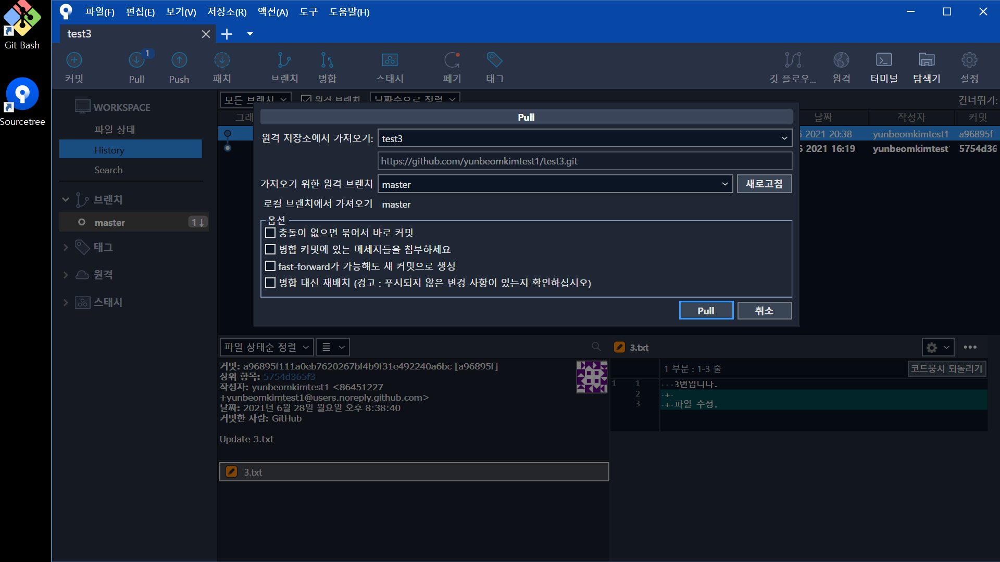 Git Bash
Sourcetree
파일(F) 편집(E) 보기(V) 저장소(R) 액션(A) 도구 도움말(H)
test3
커밋
1
Pull
Push
패치
브랜치
병합
스태시
폐기
태그
깃 플로우...
원격
터미널
탐색기
설정
WORKSPACE
파일 상태
History
Search
브랜치
master 1↓
태그
원격
스태시
모든 브랜치 원격 브랜치 날짜순으로 정렬
건너뛰기:
그래
날짜 작성자 커밋
2021 20:38 yunbeomkimtest1 a96895f
2021 16:19 yunbeomkimtest 5754d36
Pull
원격 저장소에서 가져오기: test3
https://github.com/yunbeomkimtest1/test3.git
가져오기 위한 원격 브랜치 master 새로고침
로컬 브랜치에서 가져오기 master
옵션
충돌이 없으면 묶어서 바로 커밋
병합 커밋에 있는 메세지들을 첨부하세요
fast-forward가 가능해도 새 커밋으로 생성
병합 대신 재배치 (경고 : 푸시되지 않은 변경 사항이 있는지 확인하십시오)
Pull 취소
파일 상태순 정렬
커밋: a96895f111a0eb7620267bf4b9f31e492240a6bc [a96895f]
상위 항목: 5754d365f3
작성자: yunbeomkimtest1 <86451227
+yunbeomkimtest1@users.noreply.github.com>
날짜: 2021년 6월 28일 월요일 오후 8:38:40
커밋한 사람: GitHub
Update 3.txt
3.txt
3.txt
1 부분 : 1-3 줄 코드뭉치 되돌리기
1 1 3번입니다.
2 +
3 + 파일 수정.